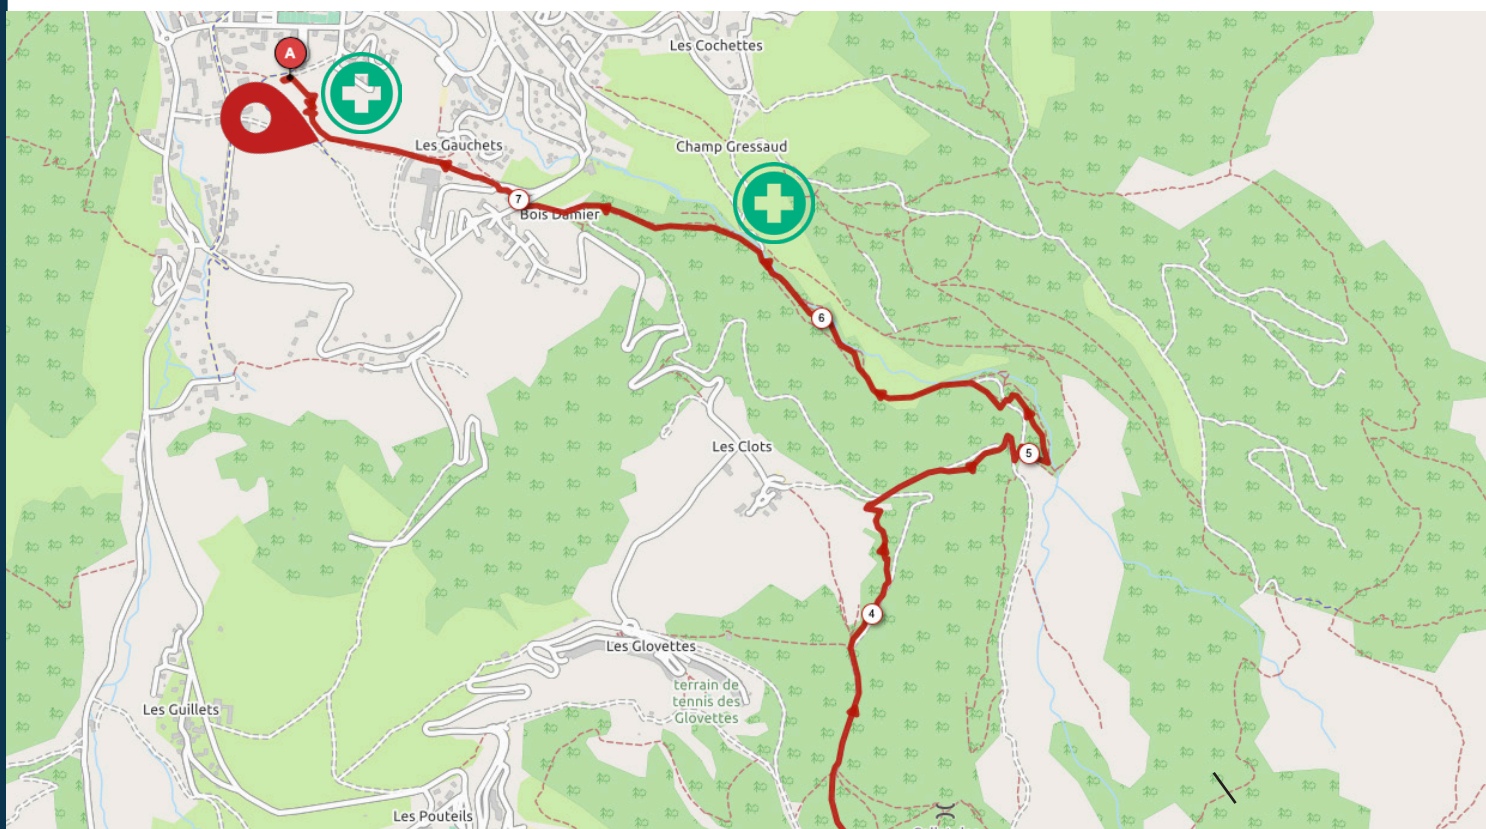 Les Cochettes
A
Les Gauchets
Champ Gressaud
7
Bois Damier
6
Les Clots
5
4
Les Glovettes
terrain de
tennis des
Glovettes
Les Guillets
Les Pouteils